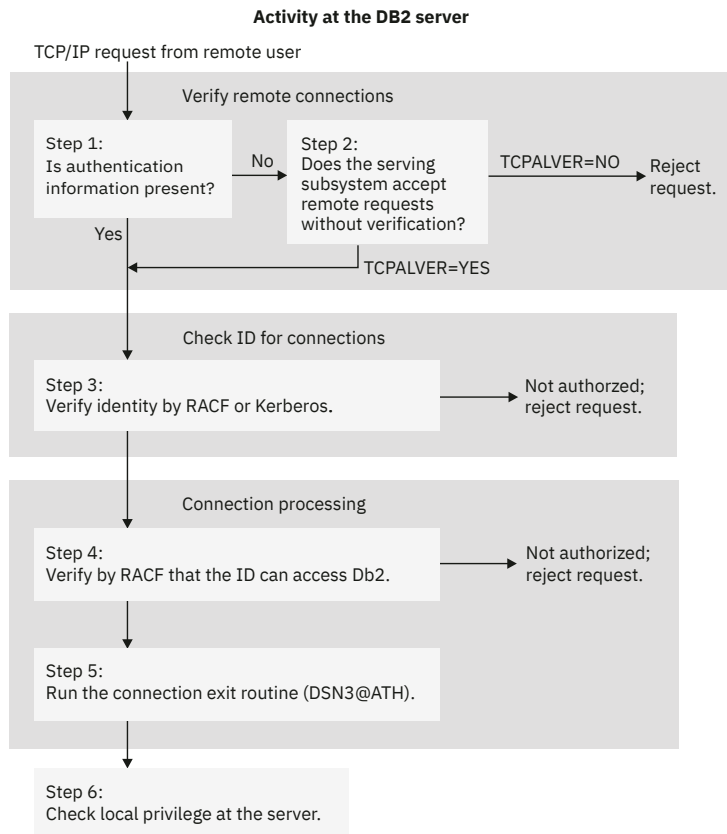 Activity at the DB2 server
TCP/IP request from remote user
Verify remote connections
Step 1:
Is authentication
information present?
No
Step 2:
Does the serving
subsystem accept
remote requests
without verification?
TCPALVER=NO
Reject
request.
Yes
TCPALVER=YES
Check ID for connections
Step 3:
Verify identity by RACF or Kerberos.
Not authorzed;
reject request.
Connection processing
Step 4:
Verify by RACF that the ID can access Db2.
Not authorized;
reject request.
Step 5:
Run the connection exit routine (DSN3@ATH).
Step 6:
Check local privilege at the server.